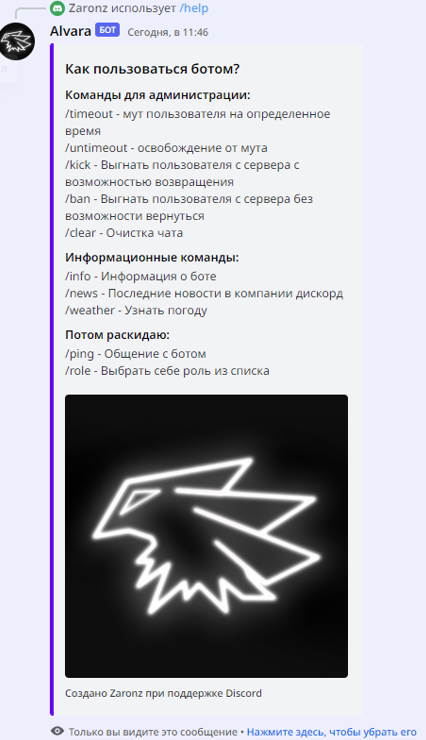 Zaronz использует /help
Alvara БОТ Сегодня, в 11:46
Как пользоваться ботом?
Команды для администрации:
/timeout - мут пользователя на определенное
время
/untimeout - освобождение от мута
/kick - Выгнать пользователя с сервера с
возможностью возвращения
/ban - Выгнать пользователя с сервера без
возможности вернуться
/clear - Очистка чата
Информационные команды:
/info - Информация о боте
/news - Последние новости в компании дискорд
/weather - Узнать погоду
Потом раскидаю:
/ping - Общение с ботом
/role - Выбрать себе роль из списка
Создано Zaronz при поддержке Discord
Только вы видите это сообщение • Нажмите здесь, чтобы убрать его